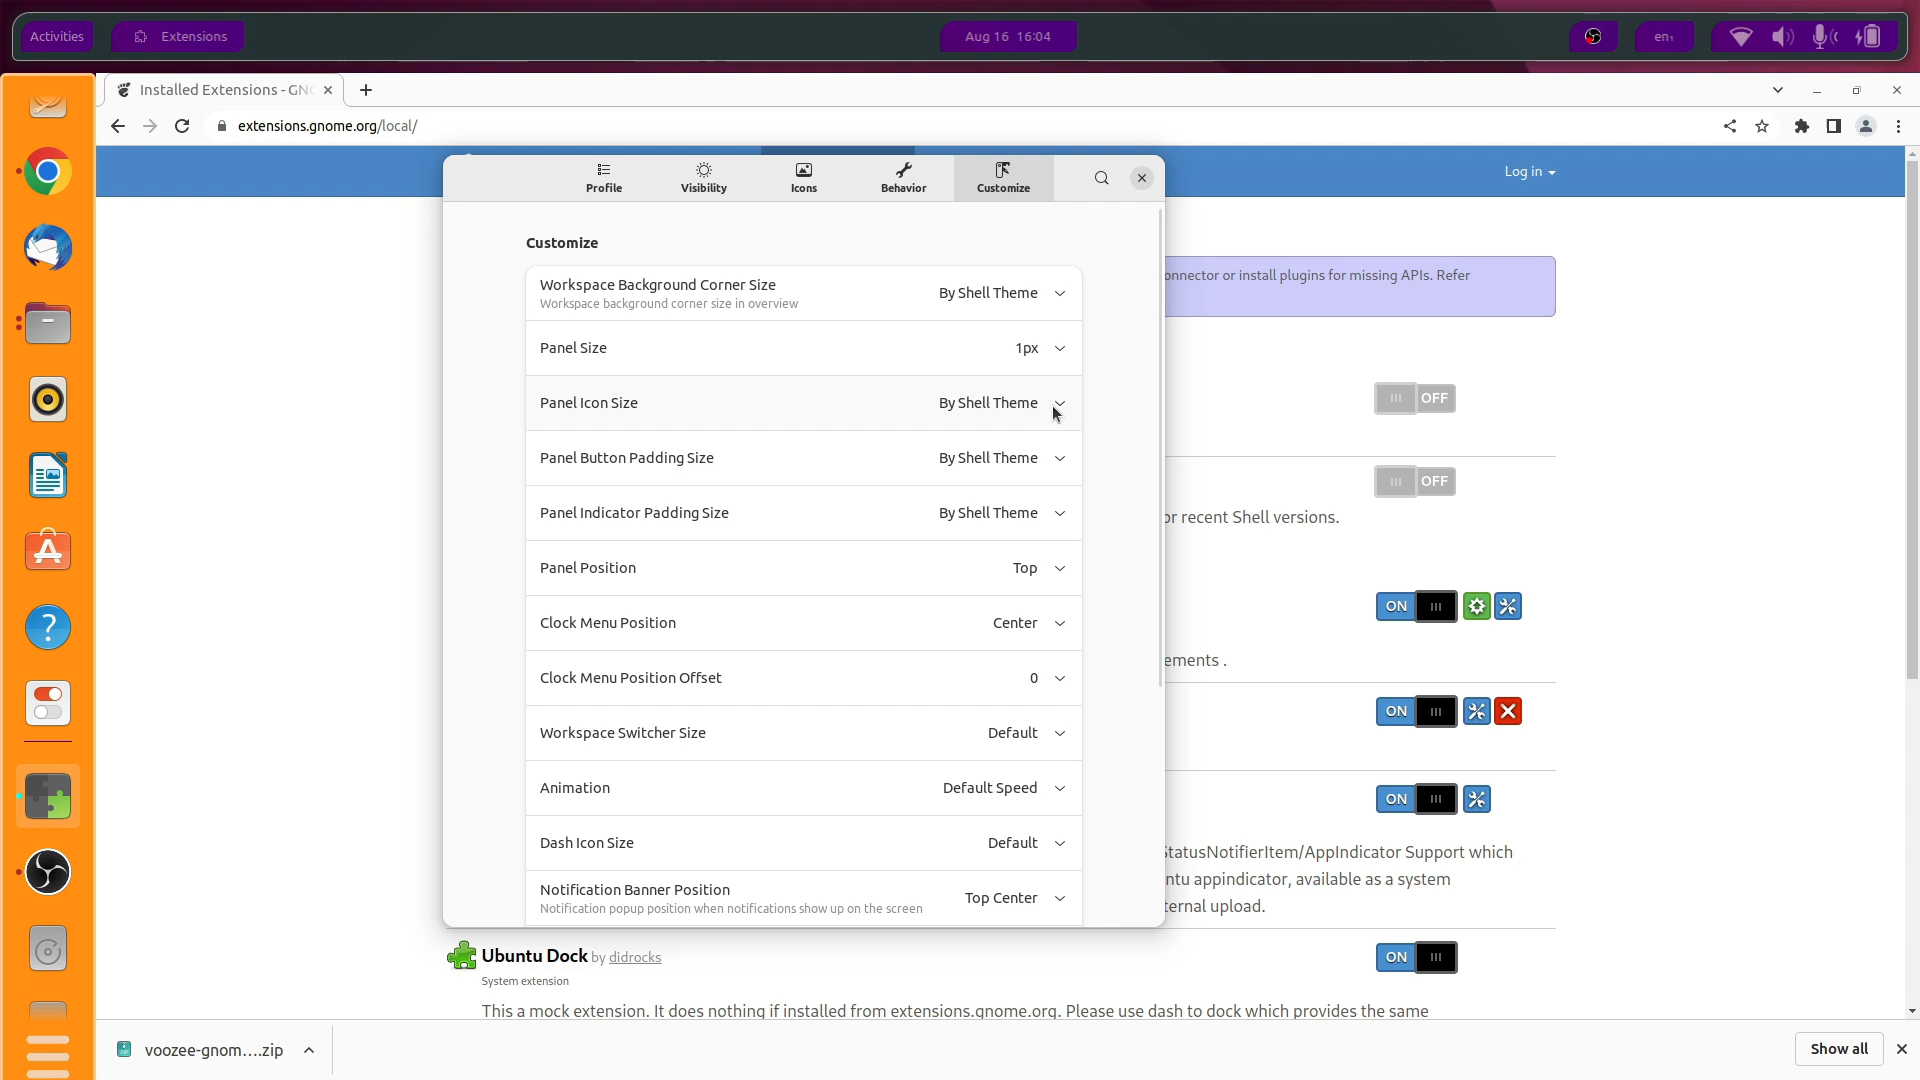 Activities
Extensions
Aug 16 16:04
en₁
Installed Extensions - GN
extensions.gnome.org/local/
Log in
Profile
Visibility
Icons
Behavior
Customize
Customize
onnector or install plugins for missing APIs. Refer
Workspace Background Corner Size
Workspace background corner size in overview
By Shell Theme
Panel Size
1px
Panel Icon Size
By Shell Theme
OFF
Panel Button Padding Size
By Shell Theme
OFF
Panel Indicator Padding Size
By Shell Theme
or recent Shell versions.
Panel Position
Top
ON
Clock Menu Position
Center
ements .
Clock Menu Position Offset
0
ON
Workspace Switcher Size
Default
Animation
Default Speed
ON
Dash Icon Size
Default
StatusNotifierItem/AppIndicator Support which
ntu appindicator, available as a system
ternal upload.
Notification Banner Position
Notification popup position when notifications show up on the screen
Top Center
Ubuntu Dock by didrocks
ON
System extension
This a mock extension. It does nothing if installed from extensions.gnome.org. Please use dash to dock which provides the same
voozee-gnom....zip
Show all